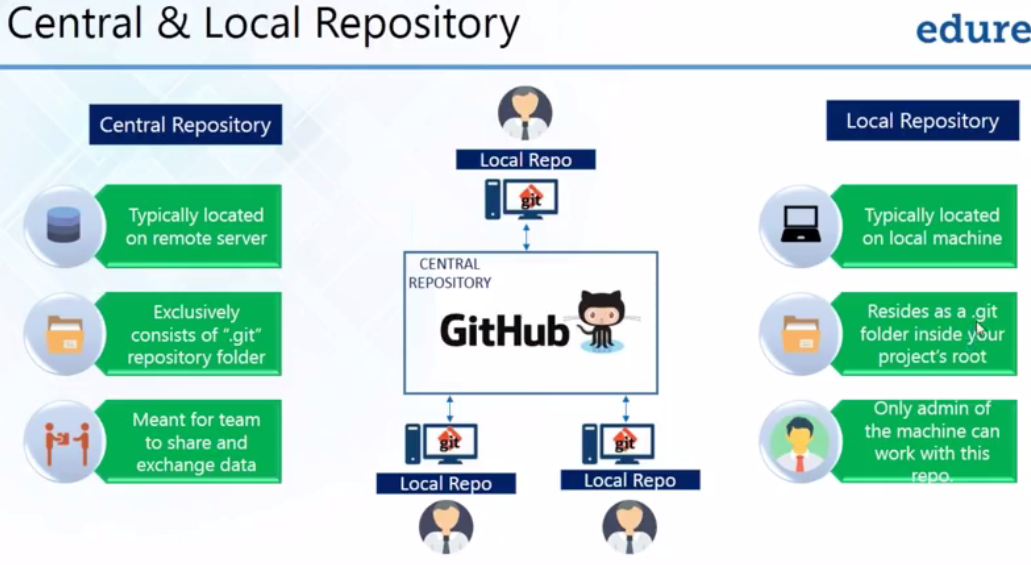 Central & Local Repository
edure
Central Repository
Typically located
on remote server
Exclusively
consists of ".git"
repository folder
Meant for team
to share and
exchange data
Local Repo
git
CENTRAL
REPOSITORY
GitHub
git
git
Local Repo
Local Repo
Local Repository
Typically located
on local machine
Resides as a .git
folder inside your
project's root
Only admin of
the machine can
work with this
repo.